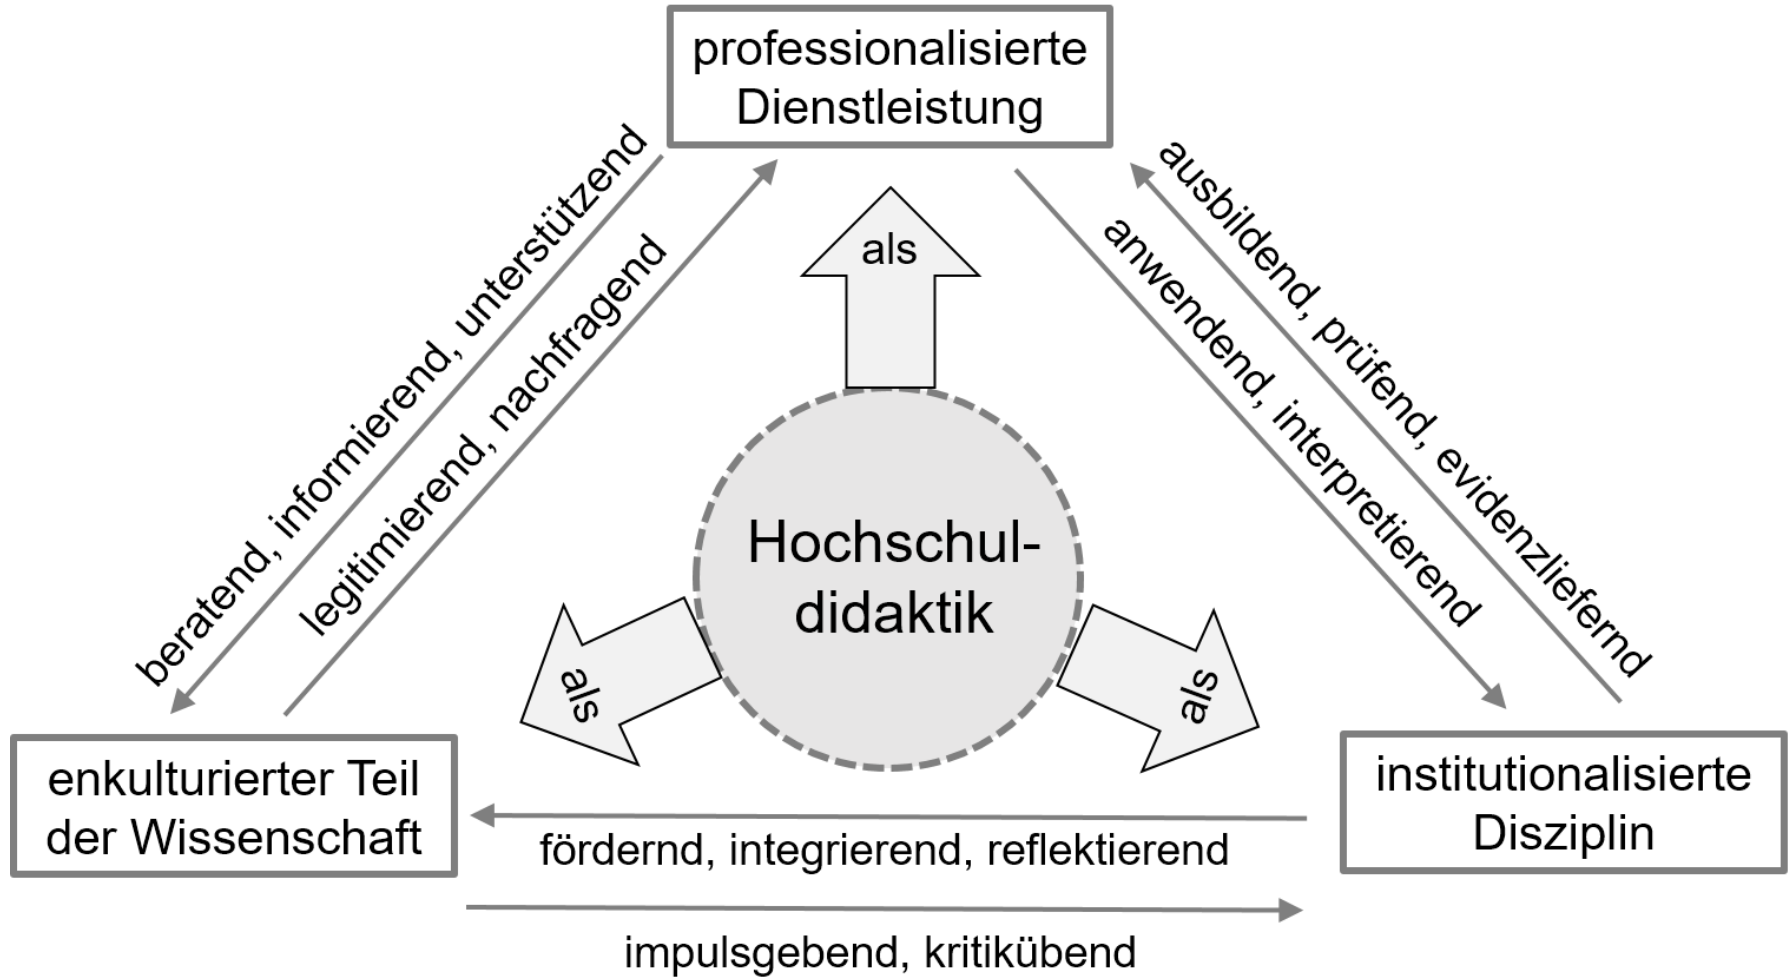 professionalisierte
Dienstleistung
beratend, informierend, unterstützend
legitimierend, nachfragend
als
ausbildend, prüfend, evidenzliefernd
anwendend, interpretierend
Hochschul-
didaktik
als
als
enkulturierter Teil
der Wissenschaft
institutionalisierte
Disziplin
fördernd, integrierend, reflektierend
impulsgebend, kritikübend